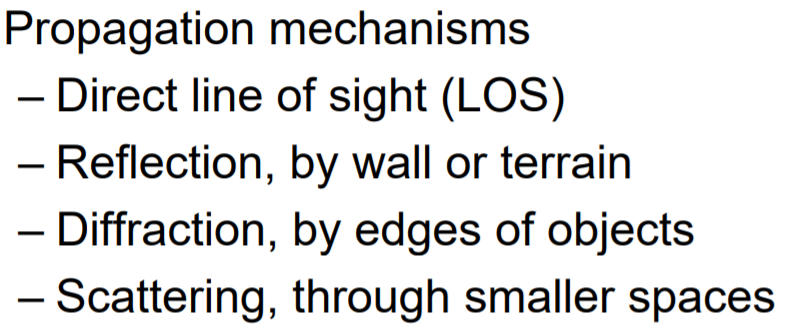 Propagation mechanisms
– Direct line of sight (LOS)
– Reflection, by wall or terrain
– Diffraction, by edges of objects
– Scattering, through smaller spaces